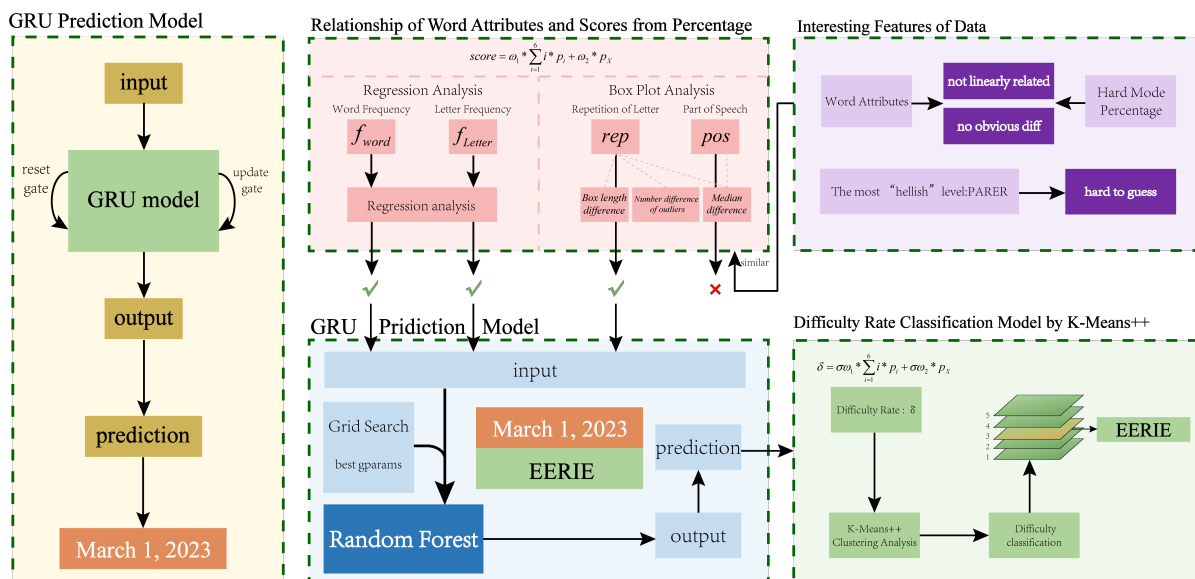 GRU Prediction Model
input
reset
gate
update
gate
GRU model
output
prediction
March 1, 2023
Relationship of Word Attributes and Scores from Percentage
score = ω₁ * ∑⁶ᵢ₌₁ i * pᵢ + ω₂ * pₓ
Regression Analysis
Word Frequency
Letter Frequency
f_word
f_Letter
Regression analysis
Box Plot Analysis
Repetition of Letter
Part of Speech
rep
pos
Box length
difference
Number difference
of outliers
Median
difference
similar
Interesting Features of Data
Word Attributes
not linearly related
no obvious diff
Hard Mode
Percentage
The most “hellish” level:PARER
hard to guess
GRU Pridiction Model
input
Grid Search
best gparams
March 1, 2023
EERIE
Random Forest
output
prediction
Difficulty Rate Classification Model by K-Means++
δ = σω₁ * ∑⁶ᵢ₌₁ i * pᵢ + σω₂ * pₓ
Difficulty Rate : δ
K-Means++
Clustering Analysis
Difficulty
classification
5
4
3
2
1
EERIE